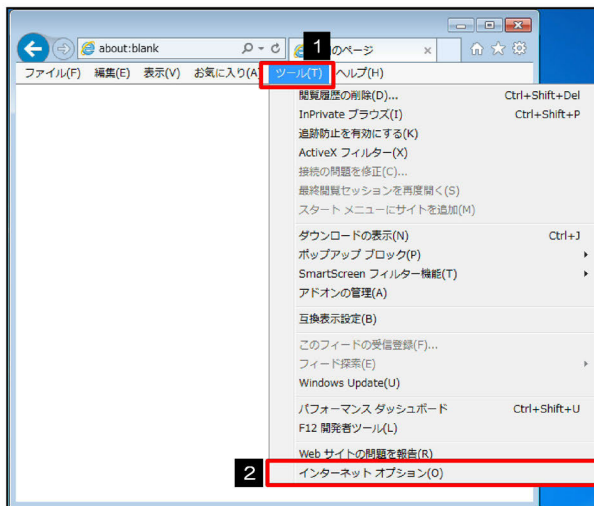 about:blank
1
のページ
ファイル(F) 編集(E) 表示(V) お気に入り(A) ツール(T) ヘルプ(H)
閲覧履歴の削除(D)... Ctrl+Shift+Del
InPrivate ブラウズ(I) Ctrl+Shift+P
追跡防止を有効にする(K)
ActiveX フィルター(X)
接続の問題を修正(C)...
最終閲覧セッションを再度開く(S)
スタート メニューにサイトを追加(M)
ダウンロードの表示(N) Ctrl+J
ポップアップ ブロック(P)
SmartScreen フィルター機能(T)
アドオンの管理(A)
互換表示設定(B)
このフィードの受信登録(F)...
フィード探索(E)
Windows Update(U)
パフォーマンス ダッシュボード Ctrl+Shift+U
F12 開発者ツール(L)
Web サイトの問題を報告(R)
2 インターネット オプション(O)